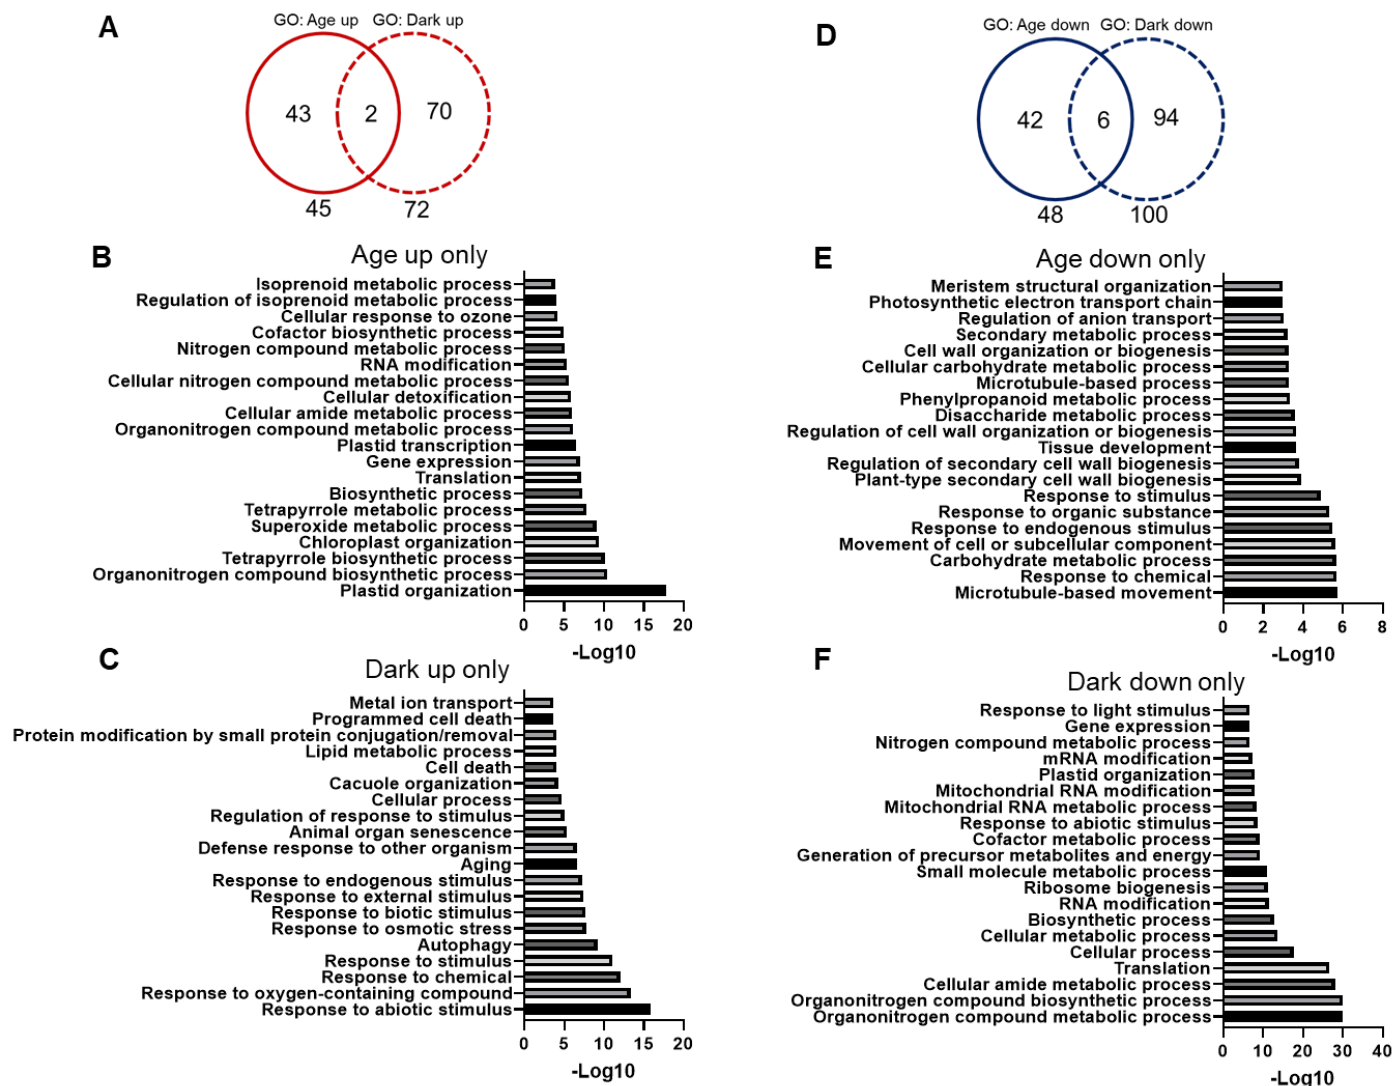 A
GO: Age up GO: Dark up
43 2 70
45 72
B
Age up only
Isoprenoid metabolic process
Regulation of isoprenoid metabolic process
Cellular response to ozone
Cofactor biosynthetic process
Nitrogen compound metabolic process
RNA modification
Cellular nitrogen compound metabolic process
Cellular detoxification
Cellular amide metabolic process
Organonitrogen compound metabolic process
Plastid transcription
Gene expression
Translation
Biosynthetic process
Tetrapyrrole metabolic process
Superoxide metabolic process
Chloroplast organization
Tetrapyrrole biosynthetic process
Organonitrogen compound biosynthetic process
Plastid organization
0 5 10 15 20
-Log10
C
Dark up only
Metal ion transport
Programmed cell death
Protein modification by small protein conjugation/removal
Lipid metabolic process
Cell death
Cacuole organization
Cellular process
Regulation of response to stimulus
Animal organ senescence
Defense response to other organism
Aging
Response to endogenous stimulus
Response to external stimulus
Response to biotic stimulus
Response to osmotic stress
Autophagy
Response to stimulus
Response to chemical
Response to oxygen-containing compound
Response to abiotic stimulus
0 5 10 15 20
-Log10
D
GO: Age down GO: Dark down
42 6 94
48 100
E
Age down only
Meristem structural organization
Photosynthetic electron transport chain
Regulation of anion transport
Secondary metabolic process
Cell wall organization or biogenesis
Cellular carbohydrate metabolic process
Microtubule-based process
Phenylpropanoid metabolic process
Disaccharide metabolic process
Regulation of cell wall organization or biogenesis
Tissue development
Regulation of secondary cell wall biogenesis
Plant-type secondary cell wall biogenesis
Response to stimulus
Response to organic substance
Response to endogenous stimulus
Movement of cell or subcellular component
Carbohydrate metabolic process
Response to chemical
Microtubule-based movement
0 2 4 6 8
-Log10
F
Dark down only
Response to light stimulus
Gene expression
Nitrogen compound metabolic process
mRNA modification
Plastid organization
Mitochondrial RNA modification
Mitochondrial RNA metabolic process
Response to abiotic stimulus
Cofactor metabolic process
Generation of precursor metabolites and energy
Small molecule metabolic process
Ribosome biogenesis
RNA modification
Biosynthetic process
Cellular metabolic process
Cellular process
Translation
Cellular amide metabolic process
Organonitrogen compound biosynthetic process
Organonitrogen compound metabolic process
0 10 20 30 40
-Log10